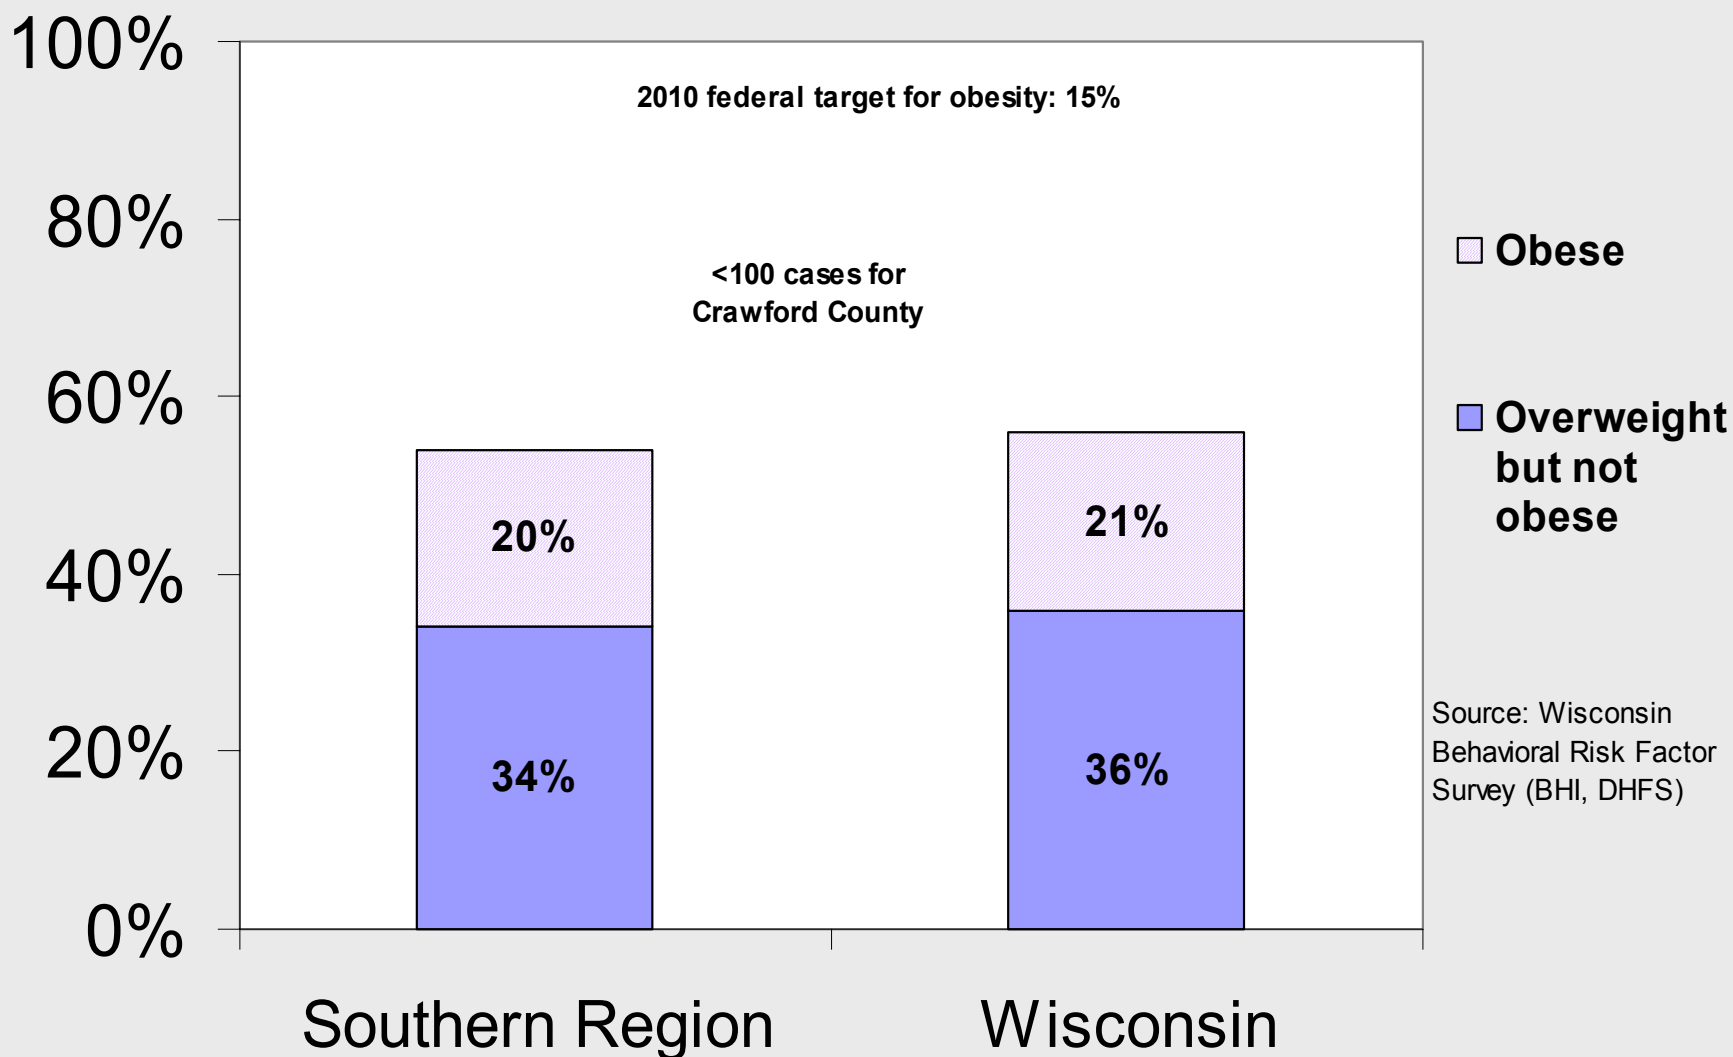 100%
80%
60%
40%
20%
0%
2010 federal target for obesity: 15%
<100 cases for
Crawford County
20%
34%
21%
36%
Southern Region
Wisconsin
Obese
Overweight
but not
obese
Source: Wisconsin
Behavioral Risk Factor
Survey (BHI, DHFS)